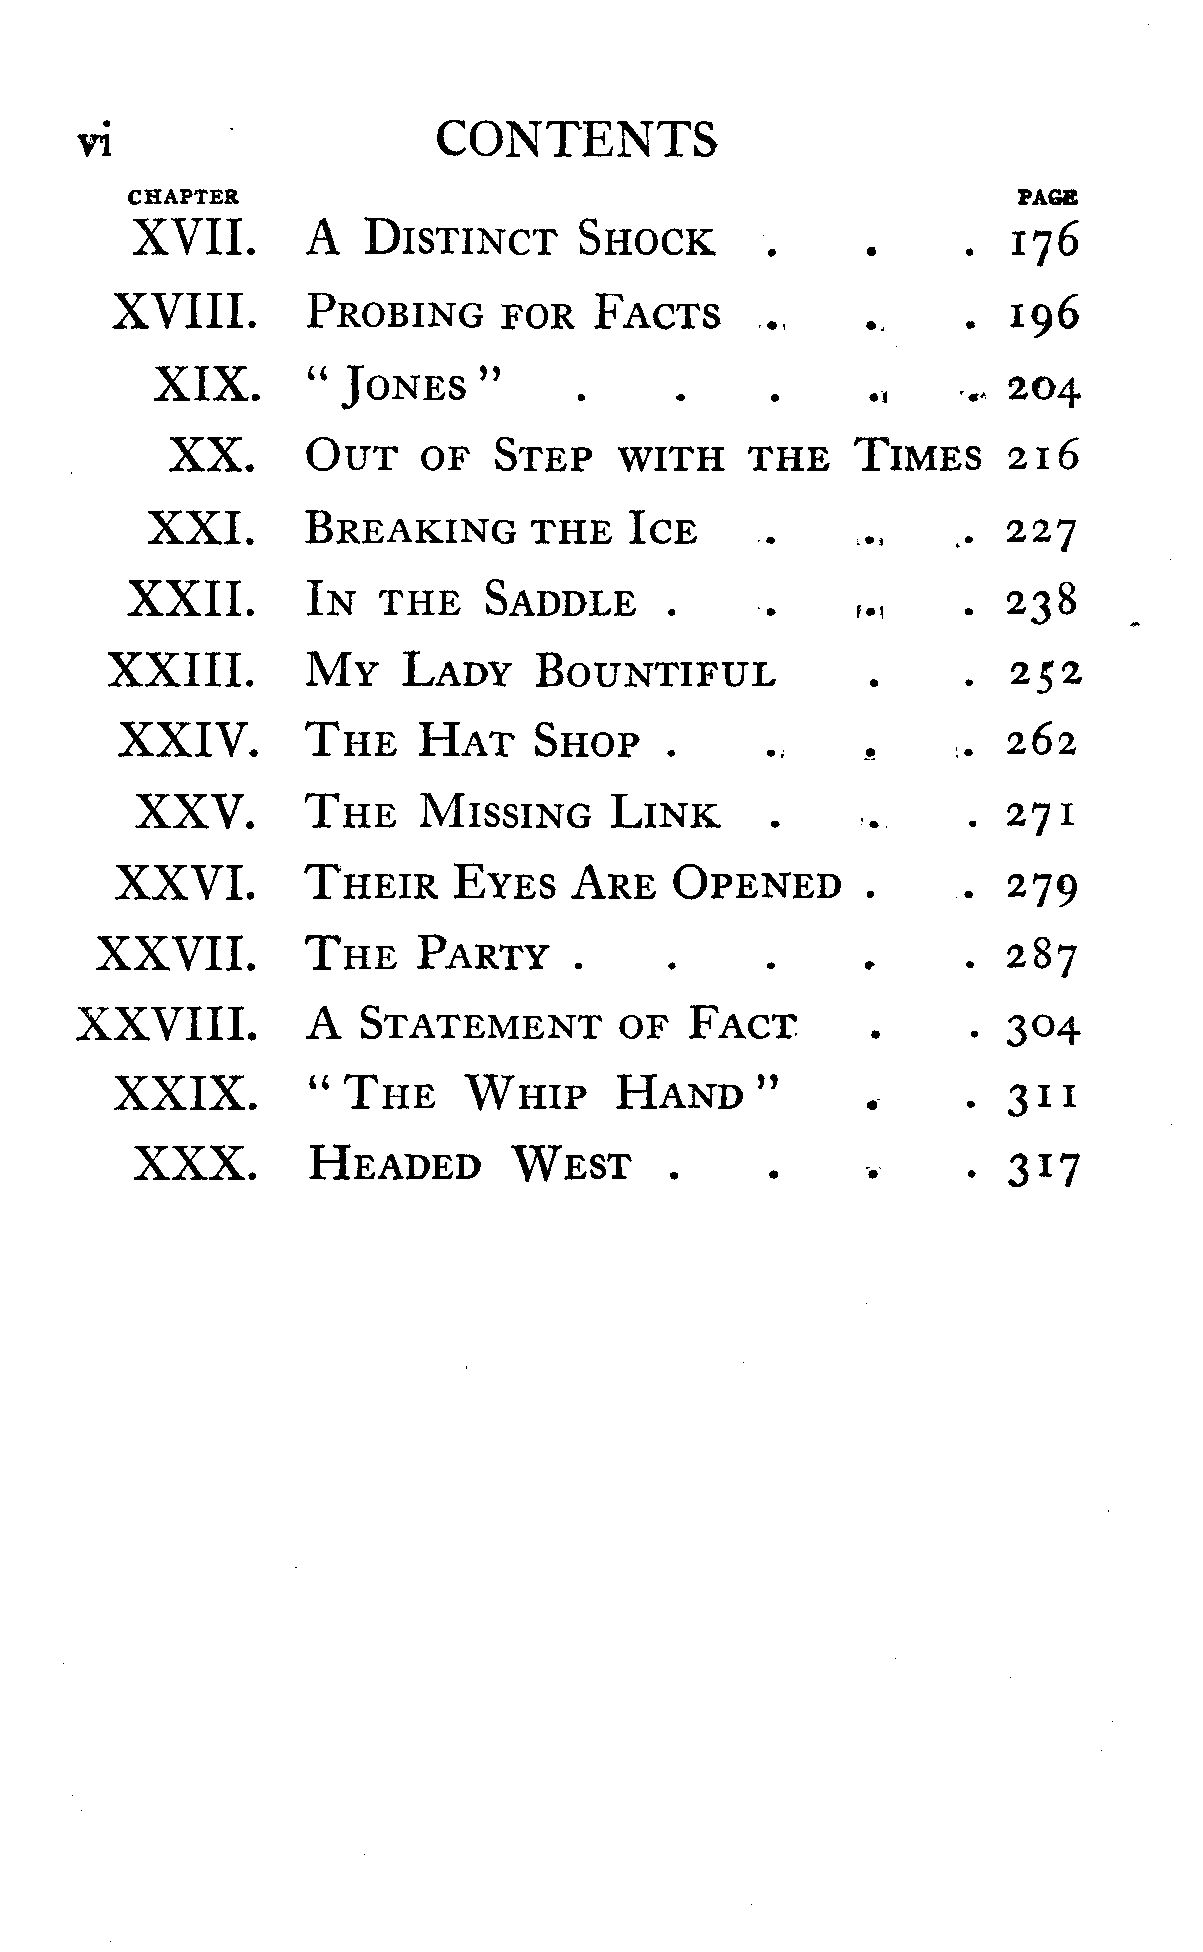 vi CONTENTS
CHAPTER PAGE
XVII. A DISTINCT SHOCK . . . 176
XVIII. PROBING FOR FACTS . . . 196
XIX. " JONES " . . . . . 204
XX. OUT OF STEP WITH THE TIMES 216
XXI. BREAKING THE ICE . . . 227
XXII. IN THE SADDLE . . . . 238
XXIII. MY LADY BOUNTIFUL . . 252
XXIV. THE HAT SHOP . . . . 262
XXV. THE MISSING LINK . . . 271
XXVI. THEIR EYES ARE OPENED . . 279
XXVII. THE PARTY . . . . . 287
XXVIII. A STATEMENT OF FACT . . 304
XXIX. " THE WHIP HAND " . . 311
XXX. HEADED WEST . . . . 317